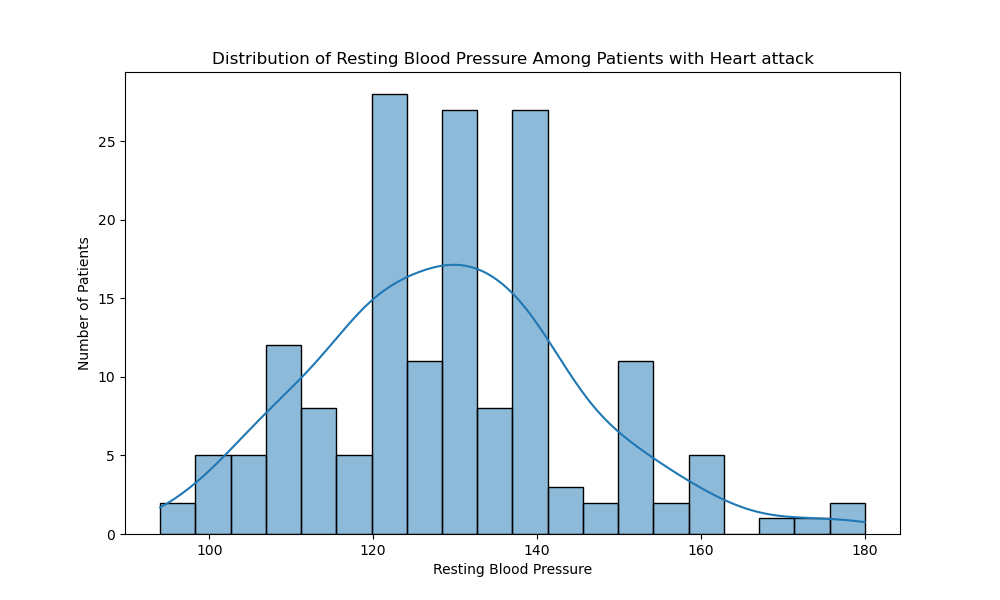 Distribution of Resting Blood Pressure Among Patients with Heart attack
Number of Patients
25
20
15
10
5
0
100 120 140 160 180
Resting Blood Pressure